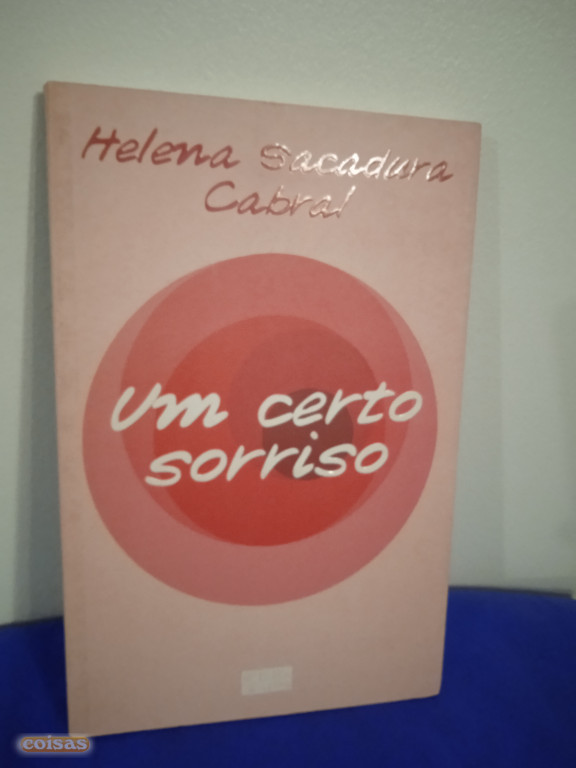 Helena Sacadura
Cabral
Um certo
sorriso
coisas